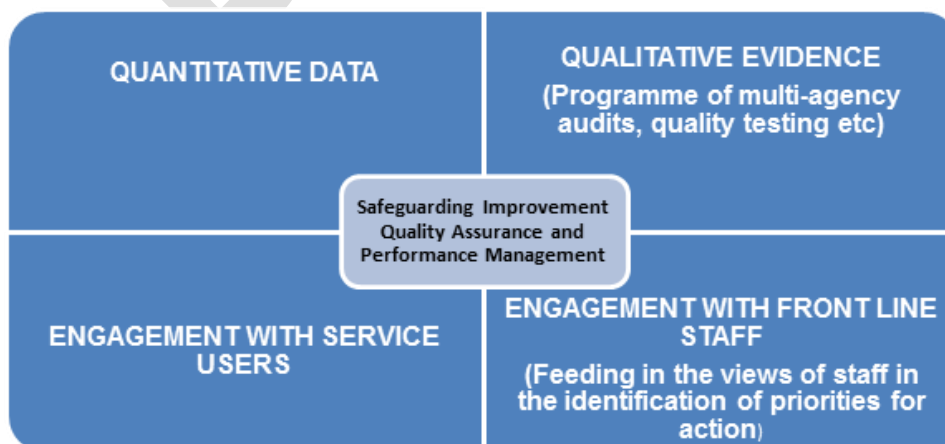 QUANTITATIVE DATA
QUALITATIVE EVIDENCE
(Programme of multi-agency
audits, quality testing etc)
Safeguarding Improvement
Quality Assurance and
Performance Management
ENGAGEMENT WITH SERVICE
USERS
ENGAGEMENT WITH FRONT LINE
STAFF
(Feeding in the views of staff in
the identification of priorities for
action)